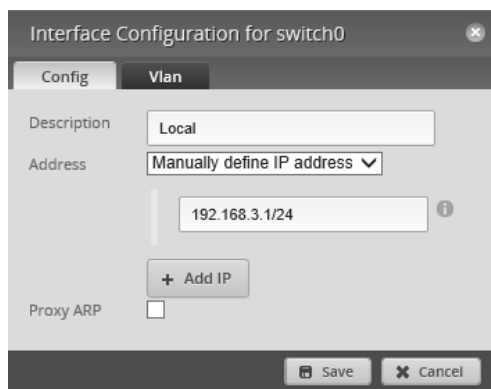 Interface Configuration for switch0
Config Vlan
Description Local
Address Manually define IP address
192.168.3.1/24
+ Add IP
Proxy ARP
Save Cancel